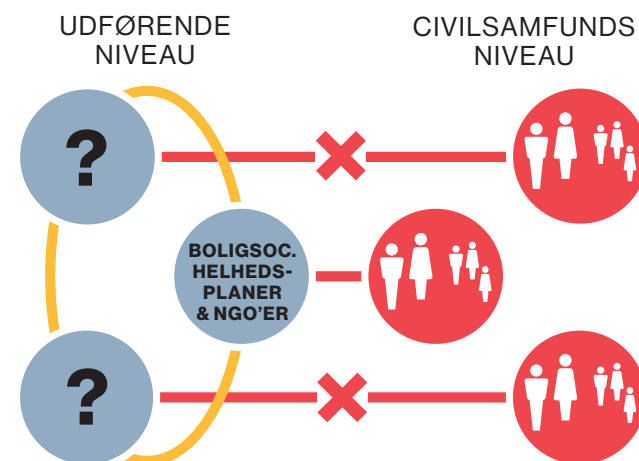 UDFØRENDE
NIVEAU
CIVILSAMFUNDS
NIVEAU
?
BOLIGSOC.
HELHEDS-
PLANER
& NGO'ER
?